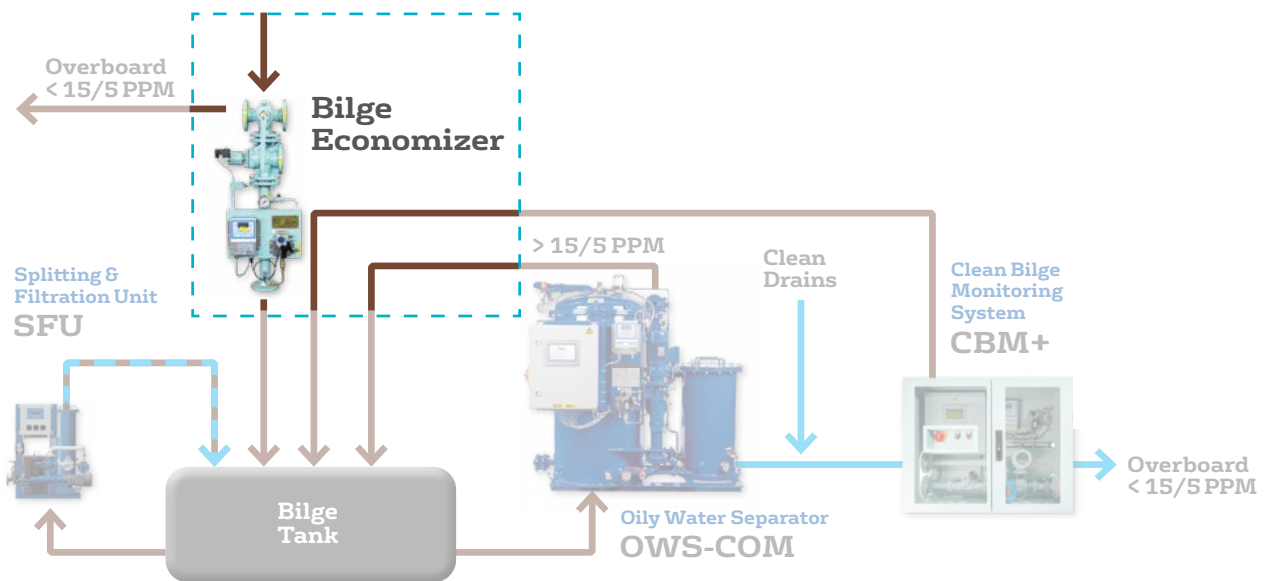 Overboard
< 15/5 PPM
Bilge
Economizer
> 15/5 PPM
Clean
Drains
Splitting &
Filtration Unit
SFU
Clean Bilge
Monitoring
System
CBM+
Bilge
Tank
Oily Water Separator
OWS-COM
Overboard
< 15/5 PPM